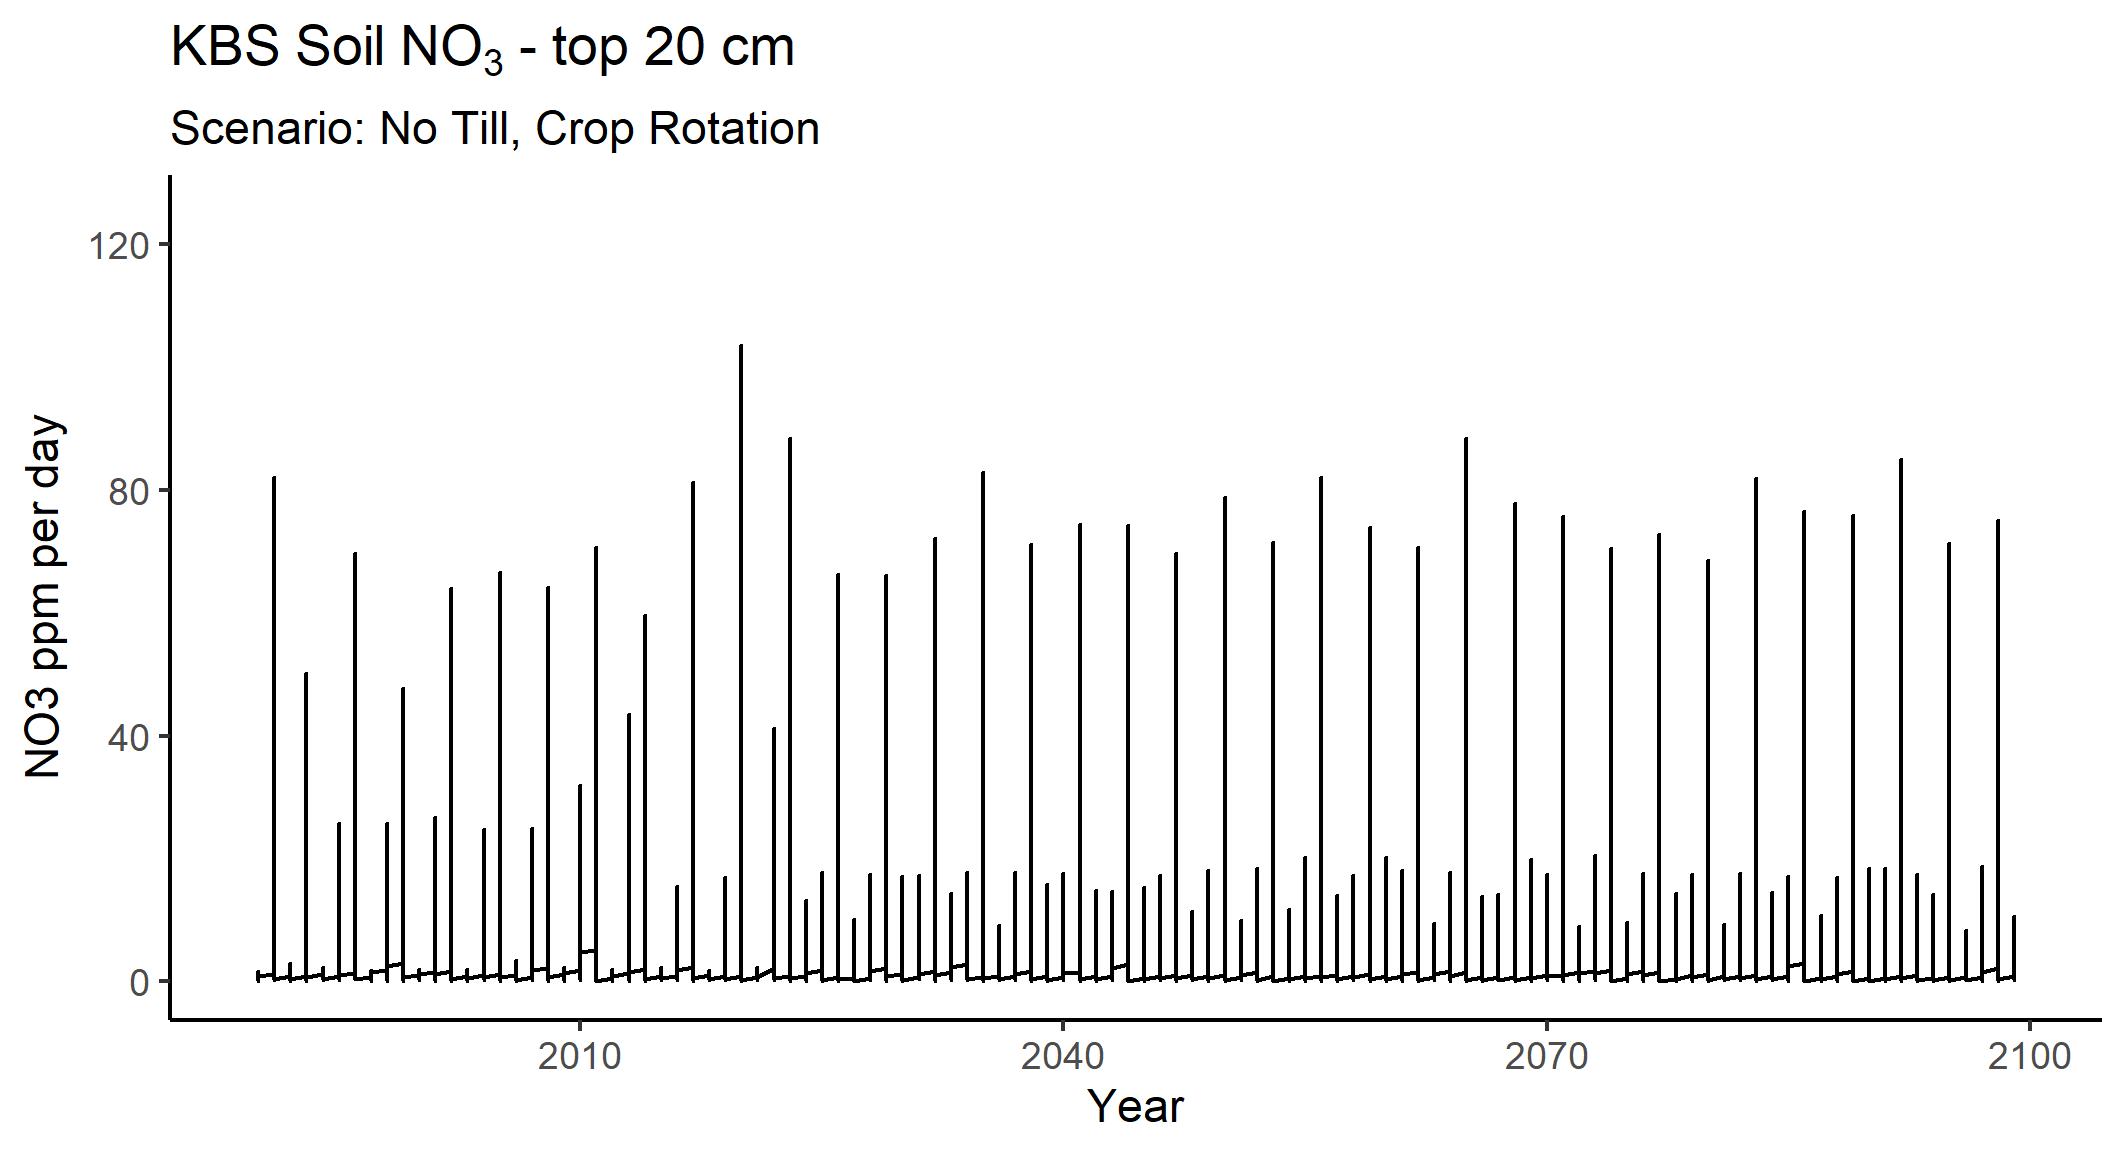 KBS Soil NO₃ - top 20 cm
Scenario: No Till, Crop Rotation
NO3 ppm per day
120
80
40
0
2010 2040 2070 2100
Year